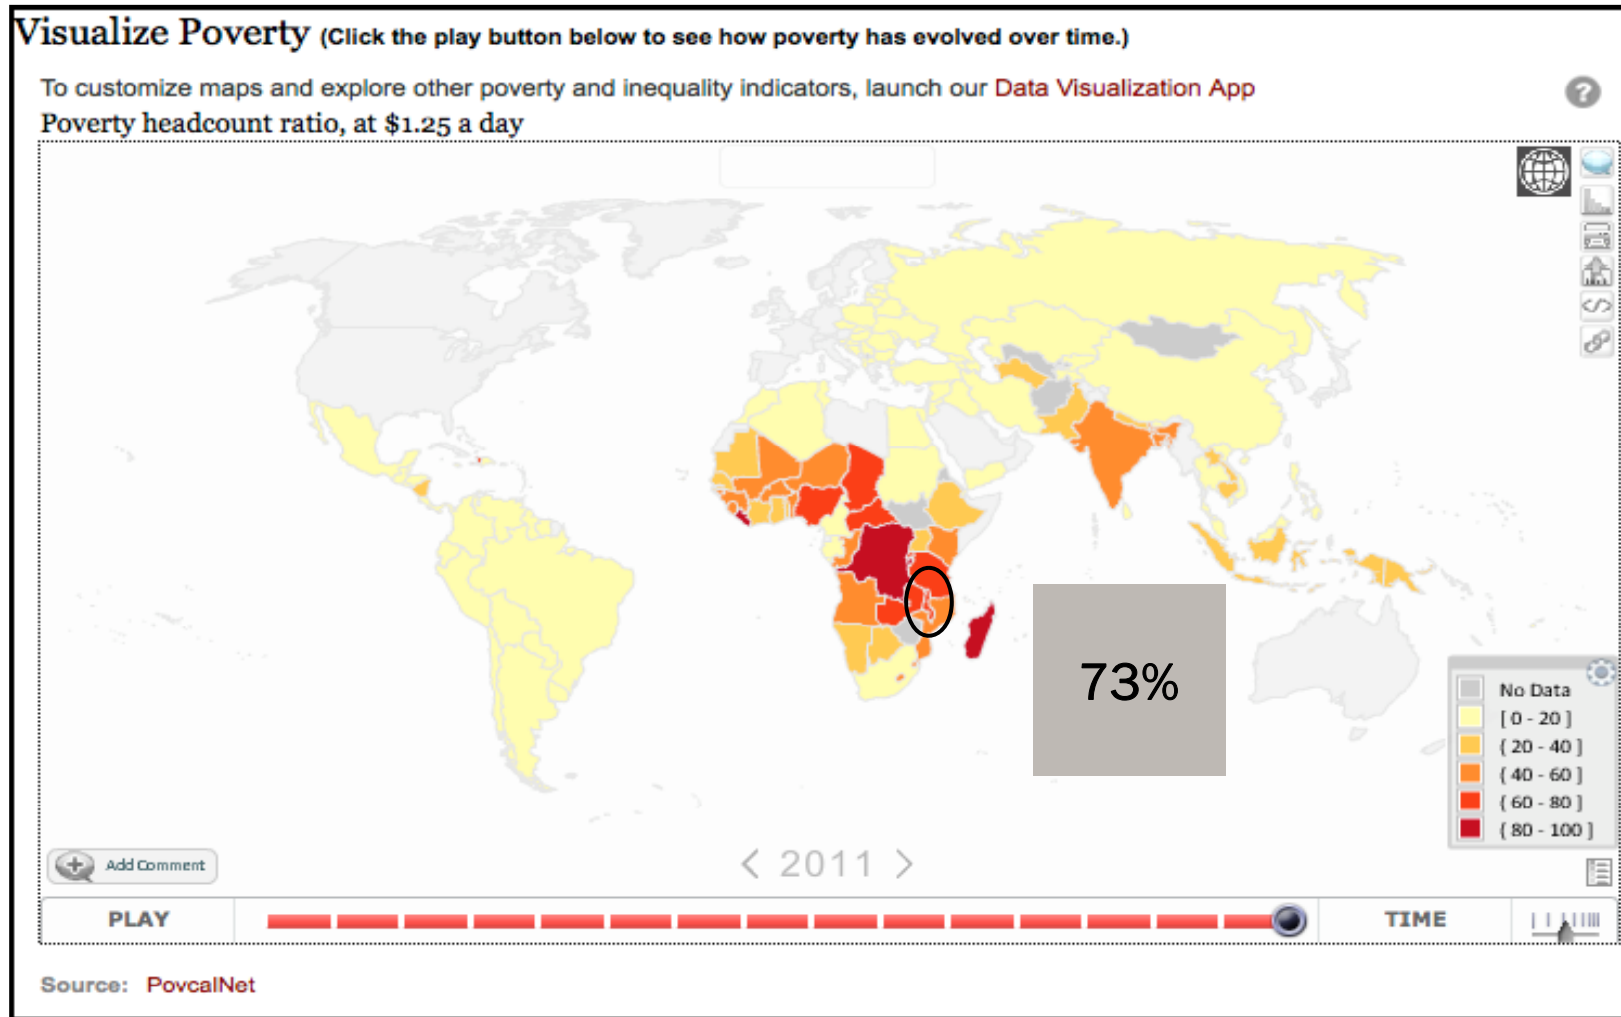 Visualize Poverty (Click the play button below to see how poverty has evolved over time.)
To customize maps and explore other poverty and inequality indicators, launch our Data Visualization App
?
Poverty headcount ratio, at $1.25 a day
73%
No Data
[ 0 - 20 ]
( 20 - 40 ]
( 40 - 60 ]
( 60 - 80 ]
( 80 - 100 ]
Add Comment
< 2011 >
PLAY
TIME
Source: PovcalNet